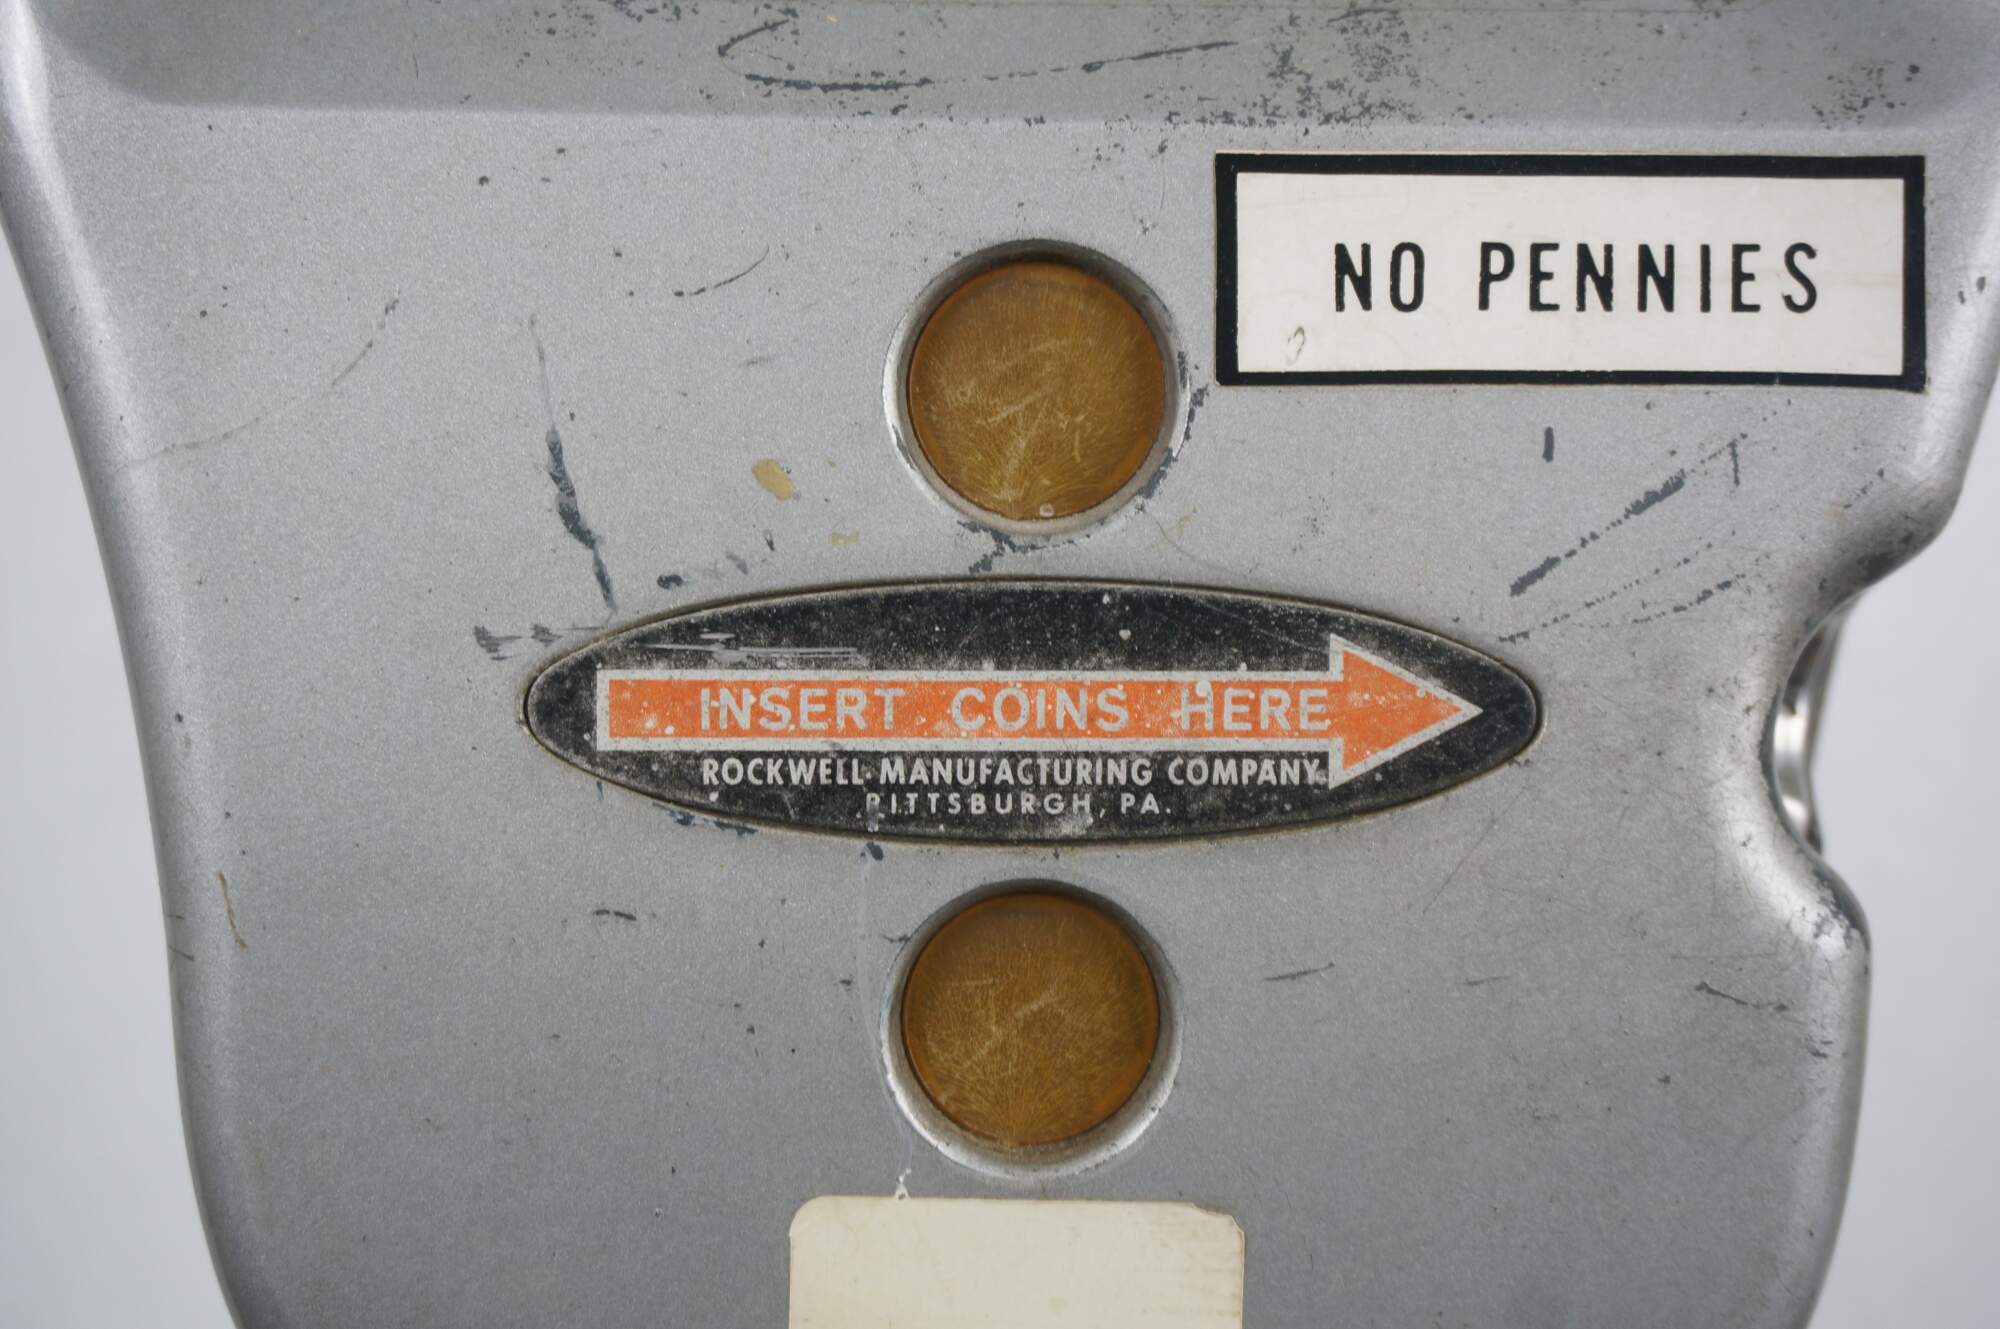 NO PENNIES
INSERT COINS HERE
ROCKWELL MANUFACTURING COMPANY
PITTSBURGH, PA.